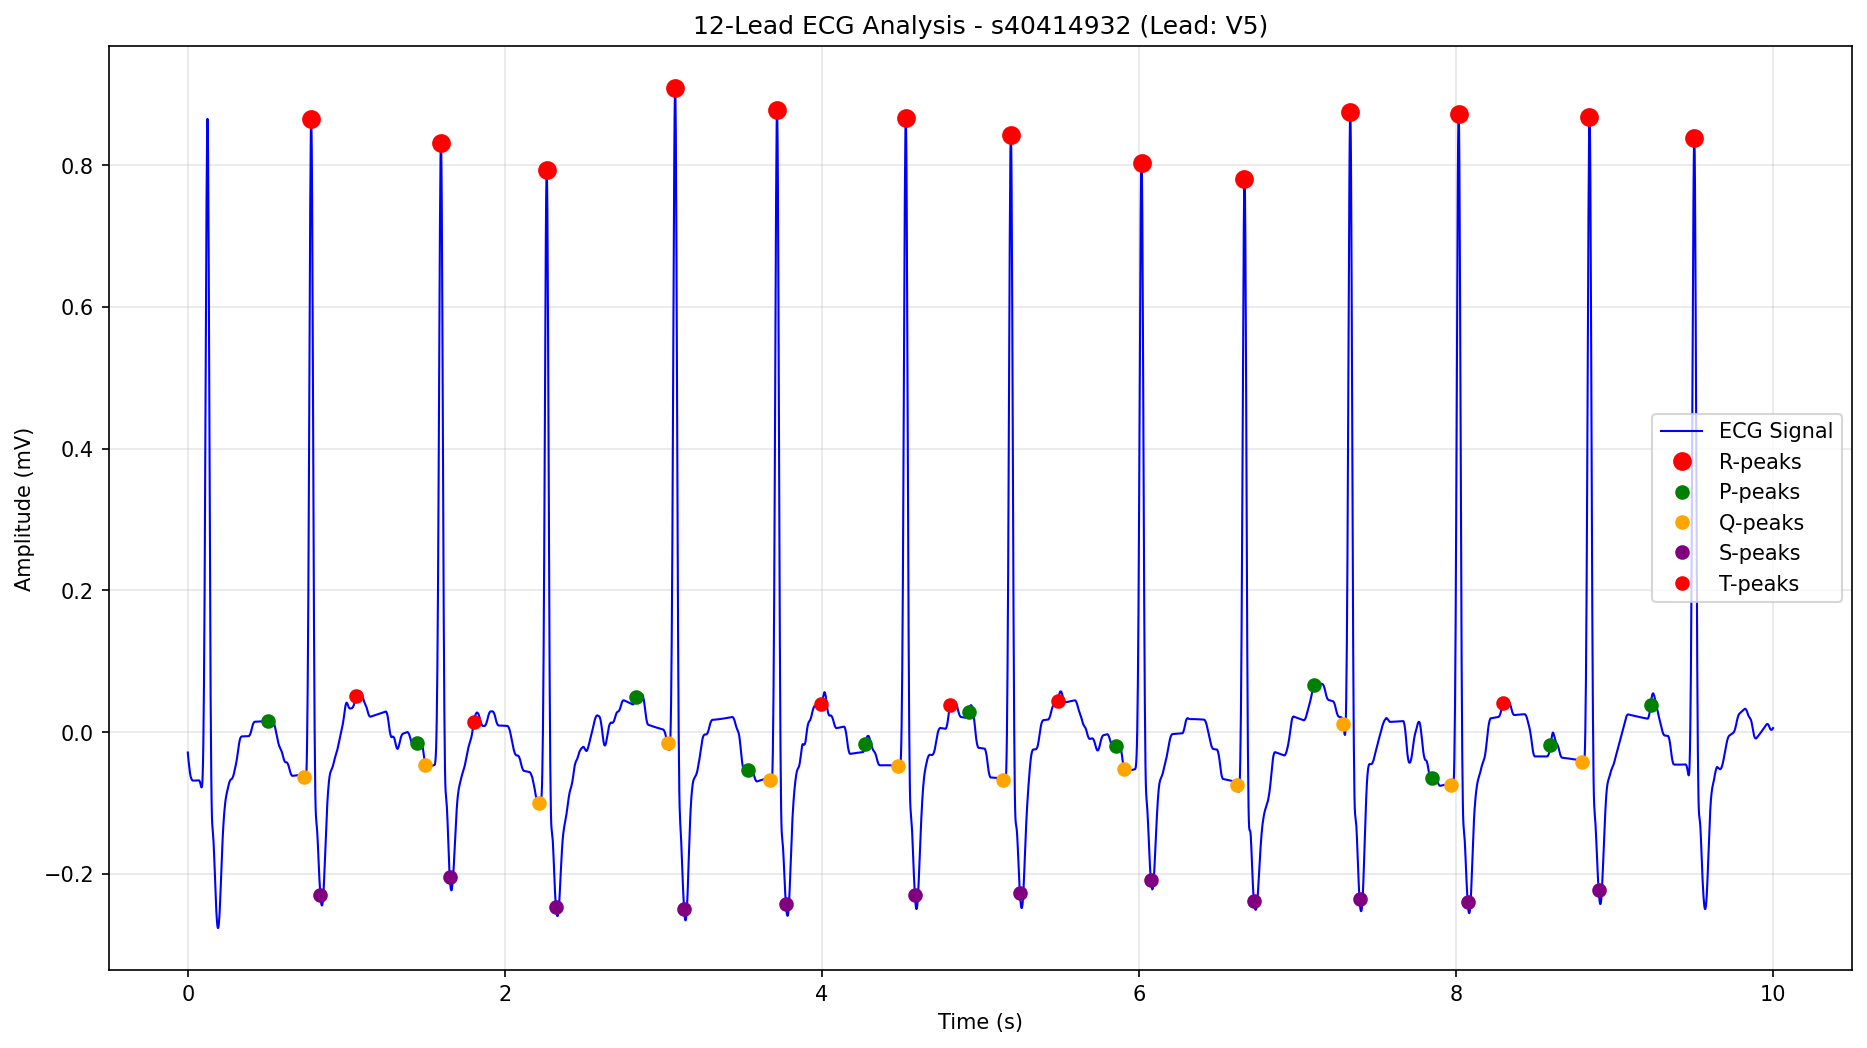 12-Lead ECG Analysis - s40414932 (Lead: V5)
Amplitude (mV)
0.8
0.6
0.4
0.2
0.0
−0.2
ECG Signal
R-peaks
P-peaks
Q-peaks
S-peaks
T-peaks
0 2 4 6 8 10
Time (s)